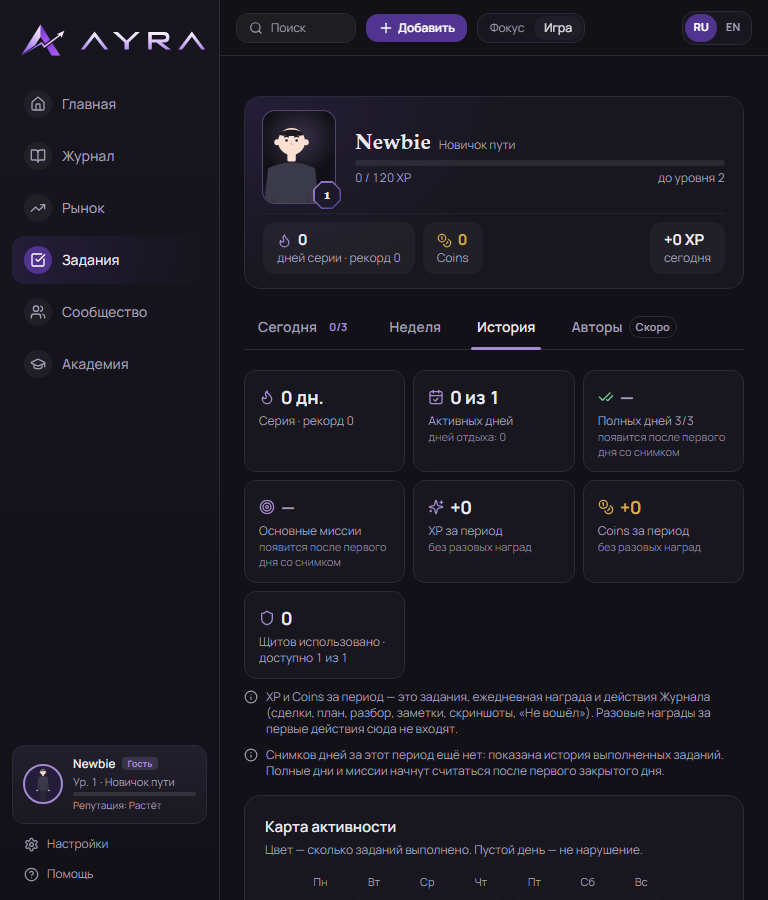 AYRA
Поиск
Добавить
Фокус
Игра
RU
EN
Главная
Журнал
Рынок
Задания
Сообщество
Академия
Newbie Новичок пути
0 / 120 XP
до уровня 2
1
0
дней серии · рекорд 0
0
Coins
+0 XP
сегодня
Сегодня 0/3
Неделя
История
Авторы Скоро
0 дн.
Серия · рекорд 0
0 из 1
Активных дней
дней отдыха: 0
—
Полных дней 3/3
появится после первого
дня со снимком
—
Основные миссии
появится после первого
дня со снимком
+0
XP за период
без разовых наград
+0
Coins за период
без разовых наград
0
Щитов использовано ·
доступно 1 из 1
XP и Coins за период — это задания, ежедневная награда и действия Журнала
(сделки, план, разбор, заметки, скриншоты, «Не вошёл»). Разовые награды за
первые действия сюда не входят.
Снимков дней за этот период ещё нет: показана история выполненных заданий.
Полные дни и миссии начнут считаться после первого закрытого дня.
Карта активности
Цвет — сколько заданий выполнено. Пустой день — не нарушение.
Пн Вт Ср Чт Пт Сб Вс
Newbie Гость
Ур. 1 · Новичок пути
Репутация: Растёт
Настройки
Помощь